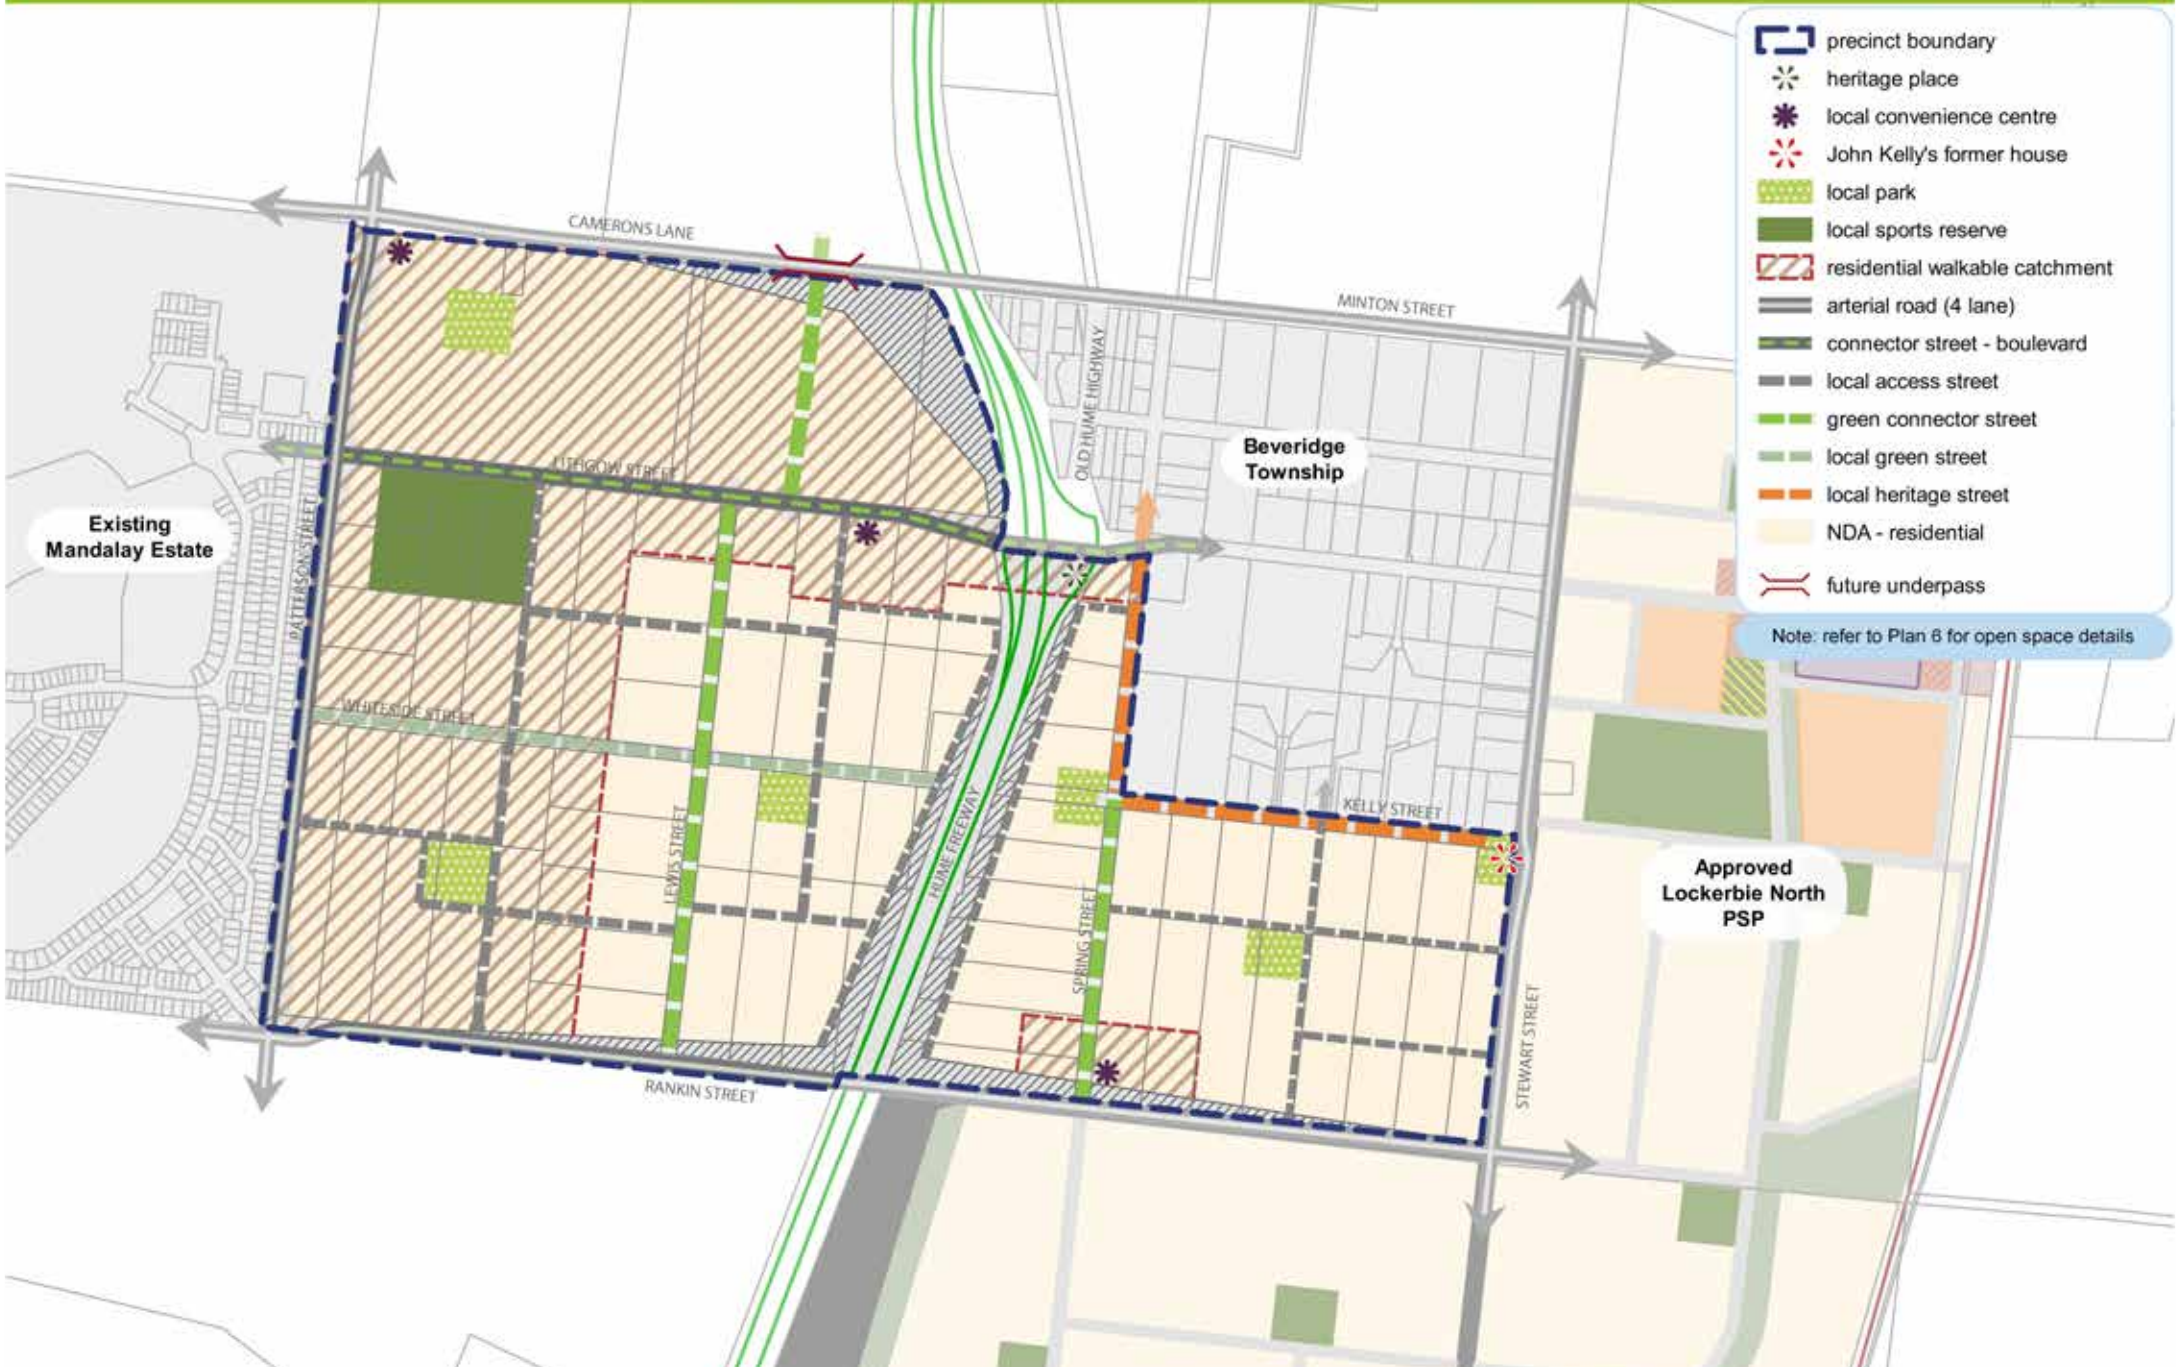 precinct boundary
heritage place
local convenience centre
John Kelly's former house
local park
local sports reserve
residential walkable catchment
arterial road (4 lane)
connector street - boulevard
local access street
green connector street
local green street
local heritage street
NDA - residential
future underpass
Note: refer to Plan 6 for open space details
CAMERONS LANE
MINTON STREET
OLD HUME HIGHWAY
Beveridge
Township
LITHGOW STREET
Existing
Mandalay Estate
PATTERSON STREET
WHITESIDE STREET
LEWIS STREET
HUME FREEWAY
KELLY STREET
SPRING STREET
Approved
Lockerbie North
PSP
STEWART STREET
RANKIN STREET